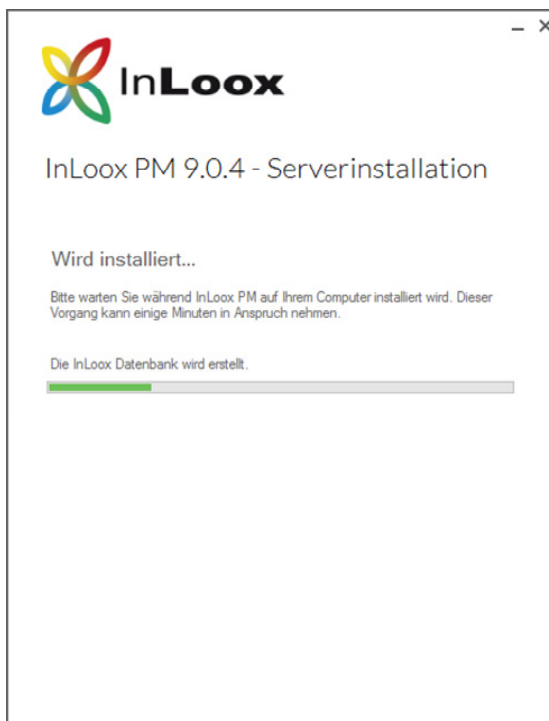 InLoox
InLoox PM 9.0.4 - Serverinstallation
Wird installiert...
Bitte warten Sie während InLoox PM auf Ihrem Computer installiert wird. Dieser
Vorgang kann einige Minuten in Anspruch nehmen.
Die InLoox Datenbank wird erstellt.